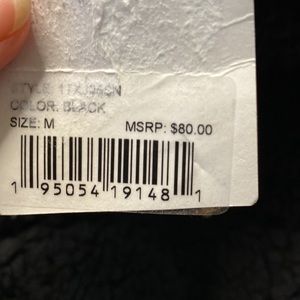 STYLE:
COLOR: BLACK
SIZE: M MSRP: $80.00
1 95054 19148 1